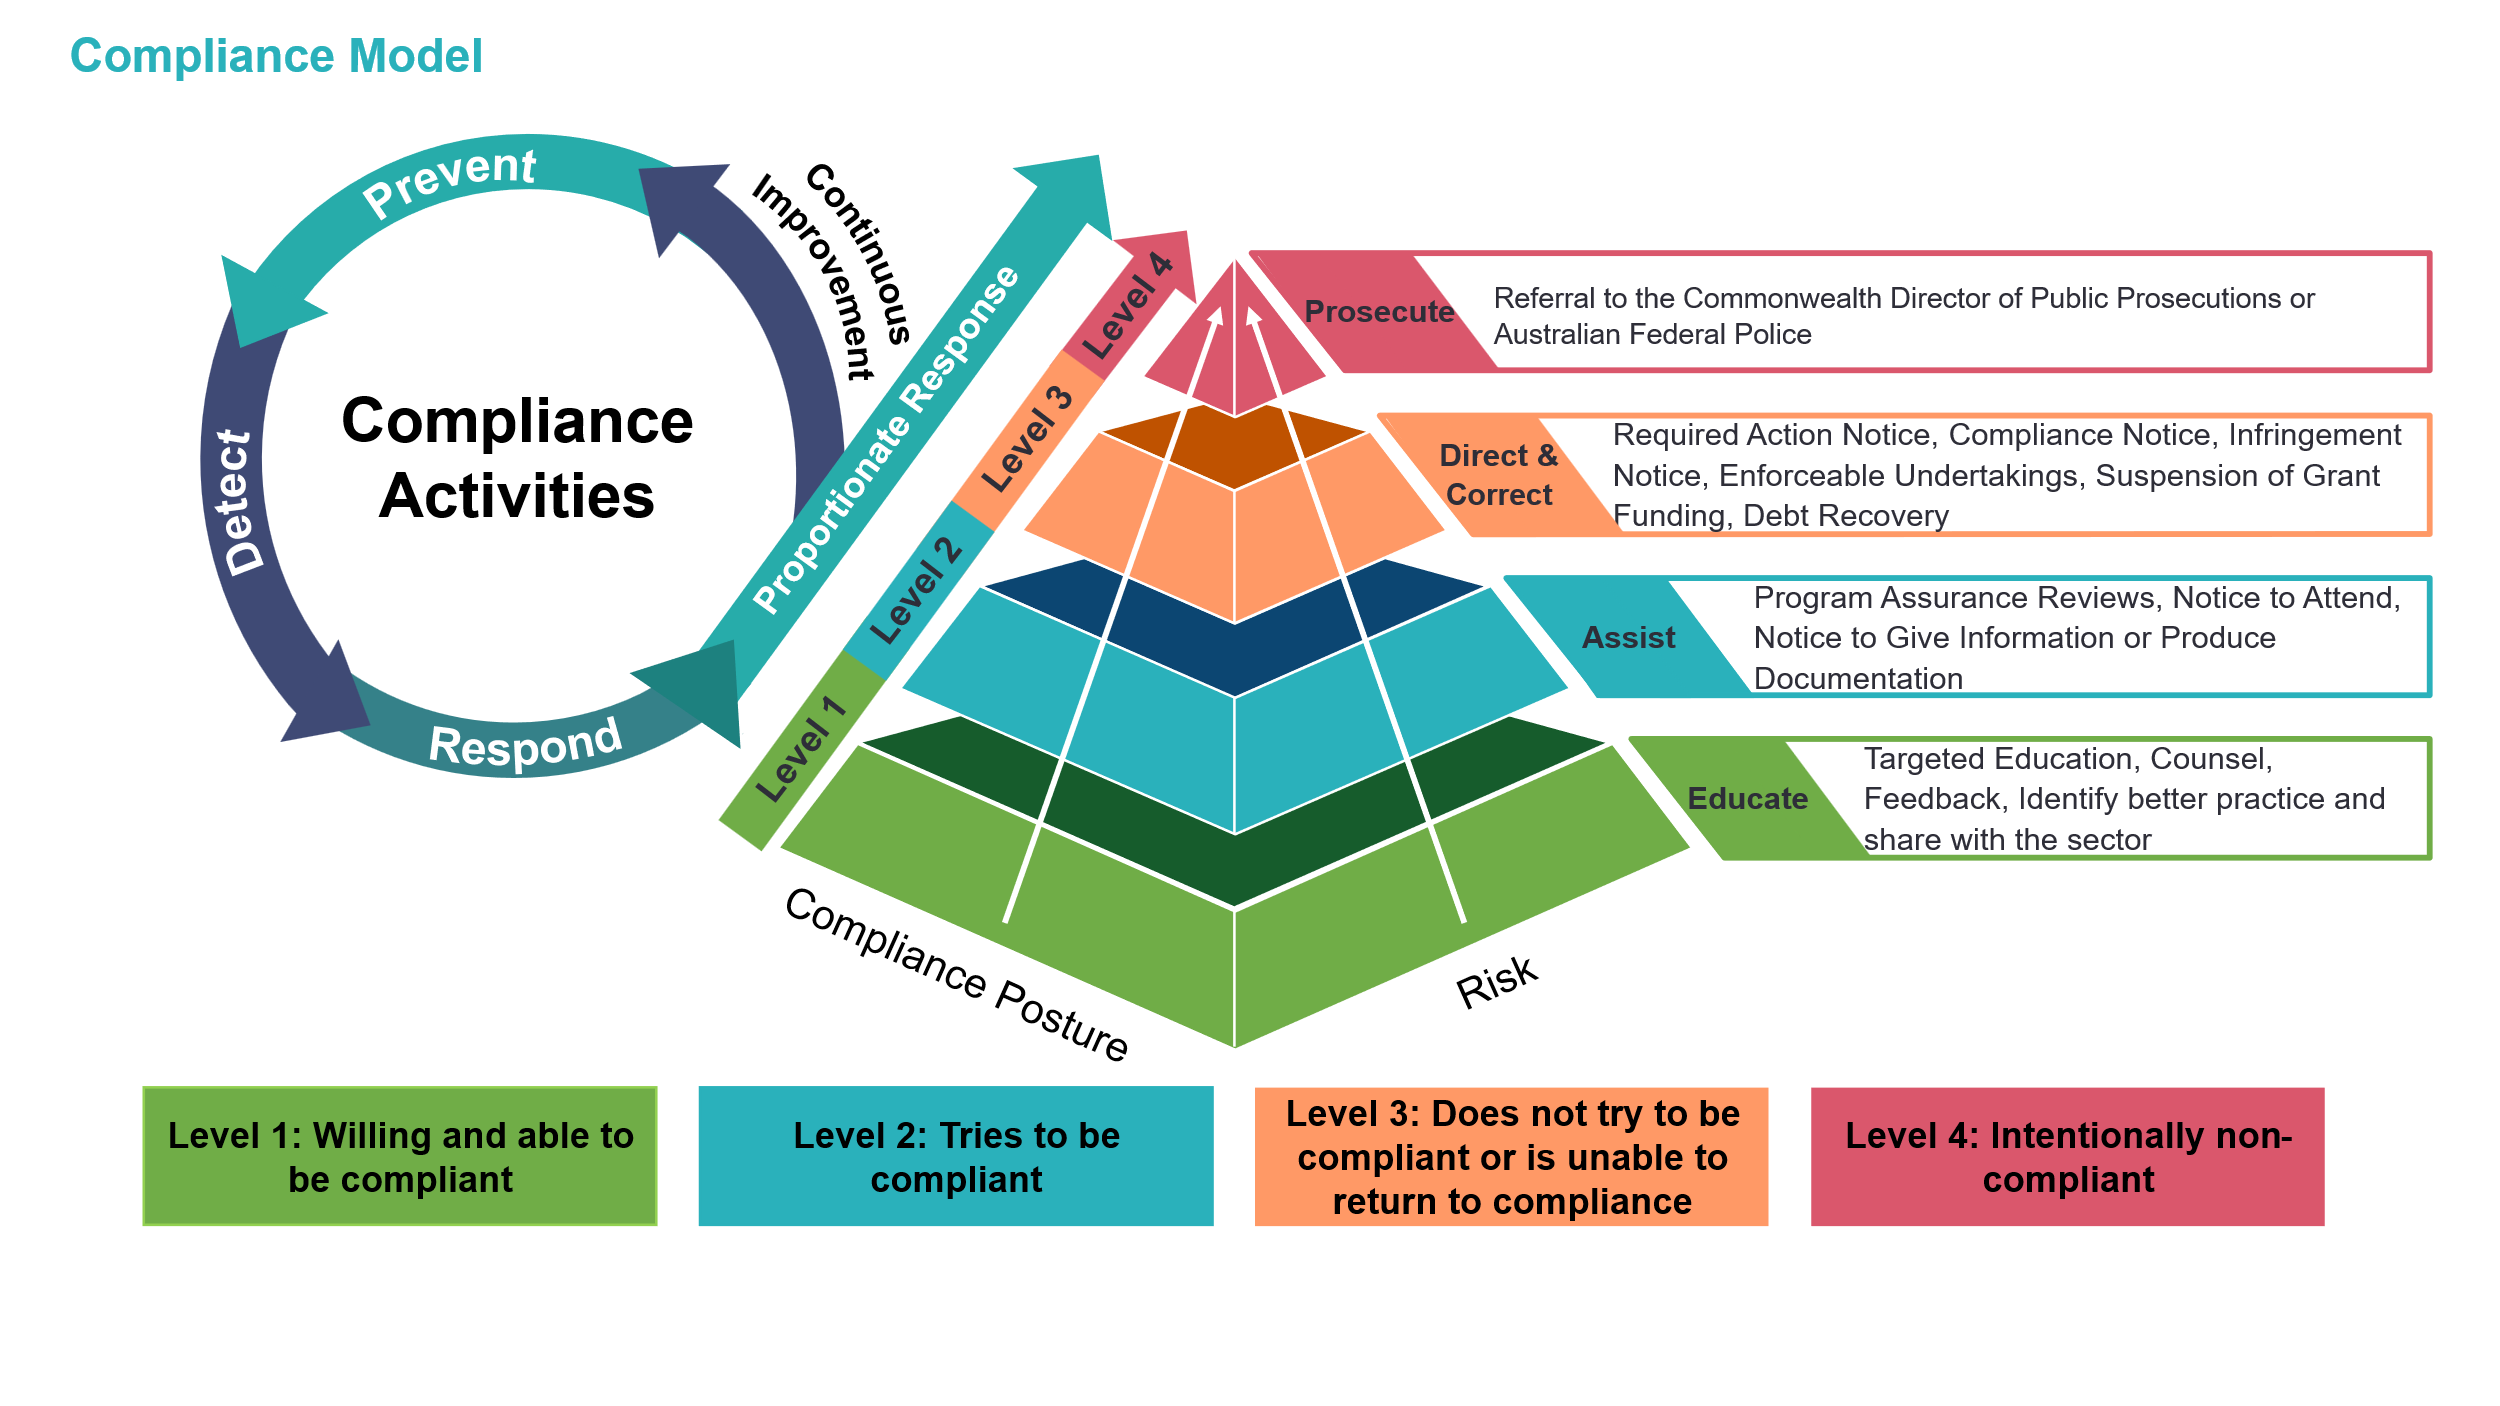 Compliance Model
Prevent
Detect
Respond
Continuous
Improvement
Compliance
Activities
Proportionate Response
Level 4
Level 3
Level 2
Level 1
Prosecute
Referral to the Commonwealth Director of Public Prosecutions or
Australian Federal Police
Direct &
Correct
Required Action Notice, Compliance Notice, Infringement
Notice, Enforceable Undertakings, Suspension of Grant
Funding, Debt Recovery
Assist
Program Assurance Reviews, Notice to Attend,
Notice to Give Information or Produce
Documentation
Educate
Targeted Education, Counsel,
Feedback, Identify better practice and
share with the sector
Compliance Posture
Risk
Level 1: Willing and able to
be compliant
Level 2: Tries to be
compliant
Level 3: Does not try to be
compliant or is unable to
return to compliance
Level 4: Intentionally non-
compliant